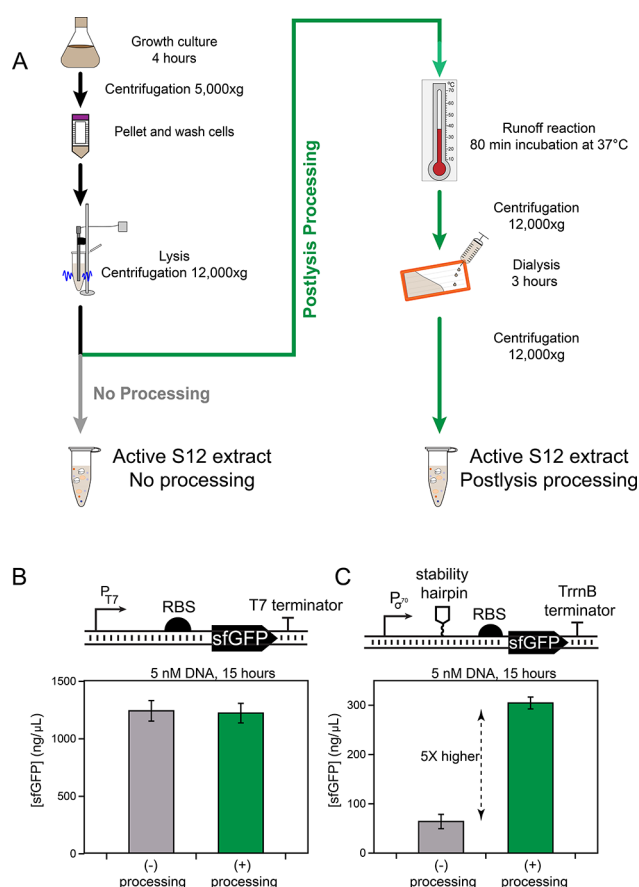 A
Growth culture
4 hours
Centrifugation 5,000xg
Pellet and wash cells
Lysis
Centrifugation 12,000xg
No Processing
Active S12 extract
No processing
Postlysis Processing
°C
70
60
50
40
30
20
10
Runoff reaction
80 min incubation at 37°C
Centrifugation
12,000xg
Dialysis
3 hours
Centrifugation
12,000xg
Active S12 extract
Postlysis processing
B
PT7
RBS
T7 terminator
sfGFP
5 nM DNA, 15 hours
[sfGFP] (ng/µL)
1500
1200
500
0
(-)
processing
(+)
processing
C
Pσ70
stability
hairpin
RBS
TrrnB
terminator
sfGFP
5 nM DNA, 15 hours
[sfGFP] (ng/µL)
300
200
100
0
5X higher
(-)
processing
(+)
processing